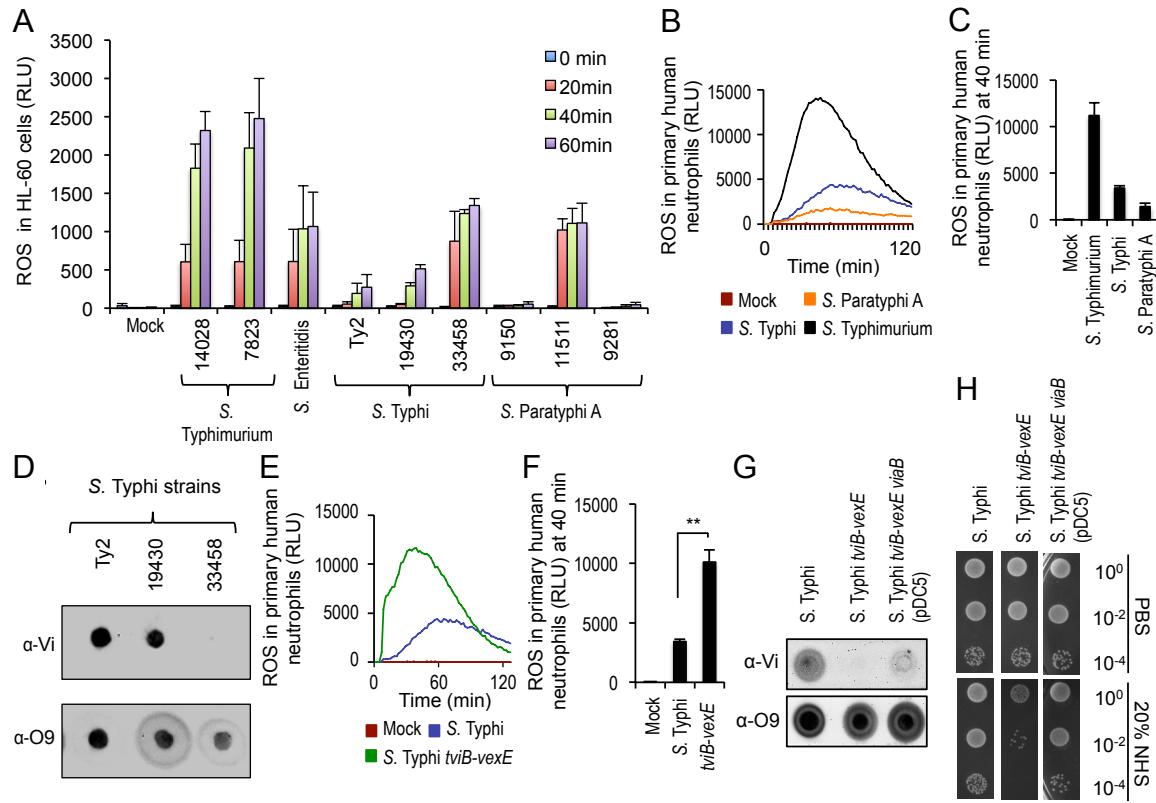 A
ROS in HL-60 cells (RLU)
3500
3000
2500
2000
1500
1000
500
0
0 min
20min
40min
60min
Mock
14028
7823
S. Enteritidis
Ty2
19430
33458
9150
11511
9281
S.
Typhimurium
S. Typhi
S. Paratyphi A
B
ROS in primary human
neutrophils (RLU)
15000
10000
5000
0
0
120
Time (min)
Mock
S. Paratyphi A
S. Typhi
S. Typhimurium
C
ROS in primary human
neutrophils (RLU) at 40 min
15000
10000
5000
0
Mock
S. Typhimurium
S. Typhi
S. Paratyphi A
D
S. Typhi strains
Ty2
19430
33458
α-Vi
α-O9
E
ROS in primary human
neutrophils (RLU)
15000
10000
5000
0
0
60
120
Time (min)
Mock
S. Typhi
S. Typhi tviB-vexE
F
ROS in primary human
neutrophils (RLU) at 40 min
15000
10000
5000
0
**
Mock
S. Typhi
tviB-vexE
G
S. Typhi
S. Typhi tviB-vexE
S. Typhi tviB-vexE viaB
(pDC5)
α-Vi
α-O9
H
S. Typhi
S. Typhi tviB-vexE
S. Typhi tviB-vexE viaB
(pDC5)
10⁰
10⁻²
10⁻⁴
PBS
10⁰
10⁻²
10⁻⁴
20% NHS